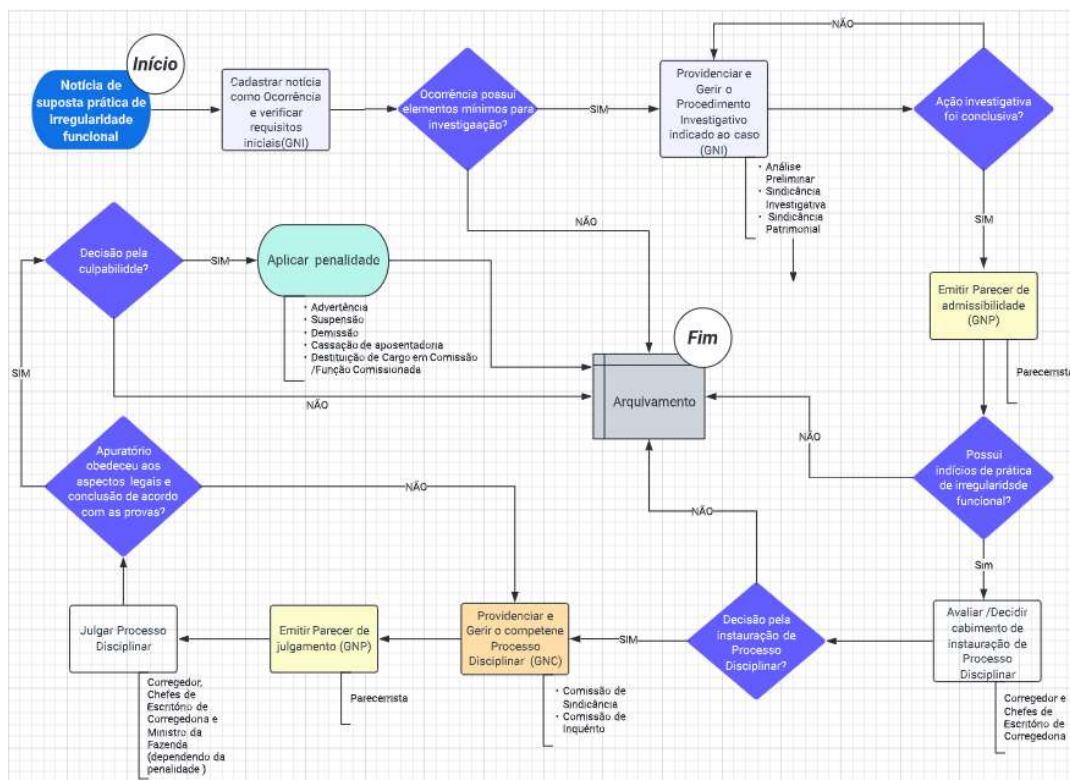 Início
Notícia de
suposta prática de
irregularidade
funcional
Cadastrar notícia
como Ocorrência
e verificar
requisitos
iniciais(GNI)
Ocorrência possui
elementos mínimos para
investigaação?
SIM
NÃO
Providenciar e
Gerir o
Procedimento
Investigativo
indicado ao caso
(GNI)
• Análise
Preliminar
• Sindicância
Investigativa
• Sindicância
Patrimonial
NÃO
Ação investigativa
foi conclusiva?
SIM
Emitir Parecer de
admissibilidade
(GNP)
Parecerrista
Possui
indícios de prática
de irregularidsde
funcional?
NÃO
Sim
Avaliar /Decidir
cabimento de
instauração de
Processo
Disciplinar
Corregedor e
Chefes de
Escritório de
Corregedoria
Decisão pela
instauração de
Processo
Disciplinar?
NÃO
SIM
Providenciar e
Gerir o competene
Processo
Disciplinar (GNC)
• Comissão de
Sindicância
• Comissão de
Inquérito
Emitir Parecer de
julgamento (GNP)
Parecerrista
Julgar Processo
Disciplinar
Corregedor,
Chefes de
Escritório de
Corregedoria e
Ministro da
Fazenda
(dependendo da
penalidade )
Apuratório
obedeceu aos
aspectos legais e
conclusão de acordo
com as provas?
NÃO
SIM
Decisão pela
culpabilidde?
SIM
NÃO
Aplicar penalidade
• Advertência
• Suspensão
• Demissão
• Cassação de aposentadoria
• Destituição de Cargo em Comissão
/Função Comissionada
Fim
Arquivamento